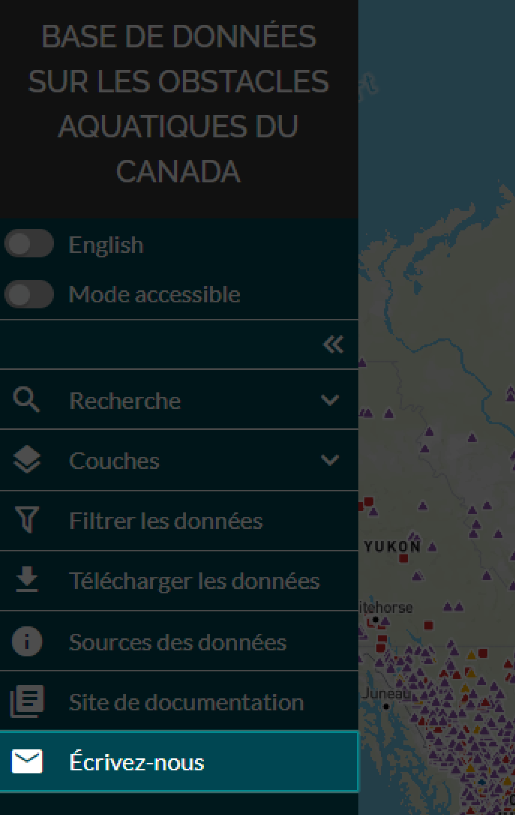 BASE DE DONNÉES
SUR LES OBSTACLES
AQUATIQUES DU
CANADA
English
Mode accessible
Recherche
Couches
Filtrer les données
Télécharger les données
Sources des données
Site de documentation
Écrivez-nous
YUKON
itehorse
Juneau